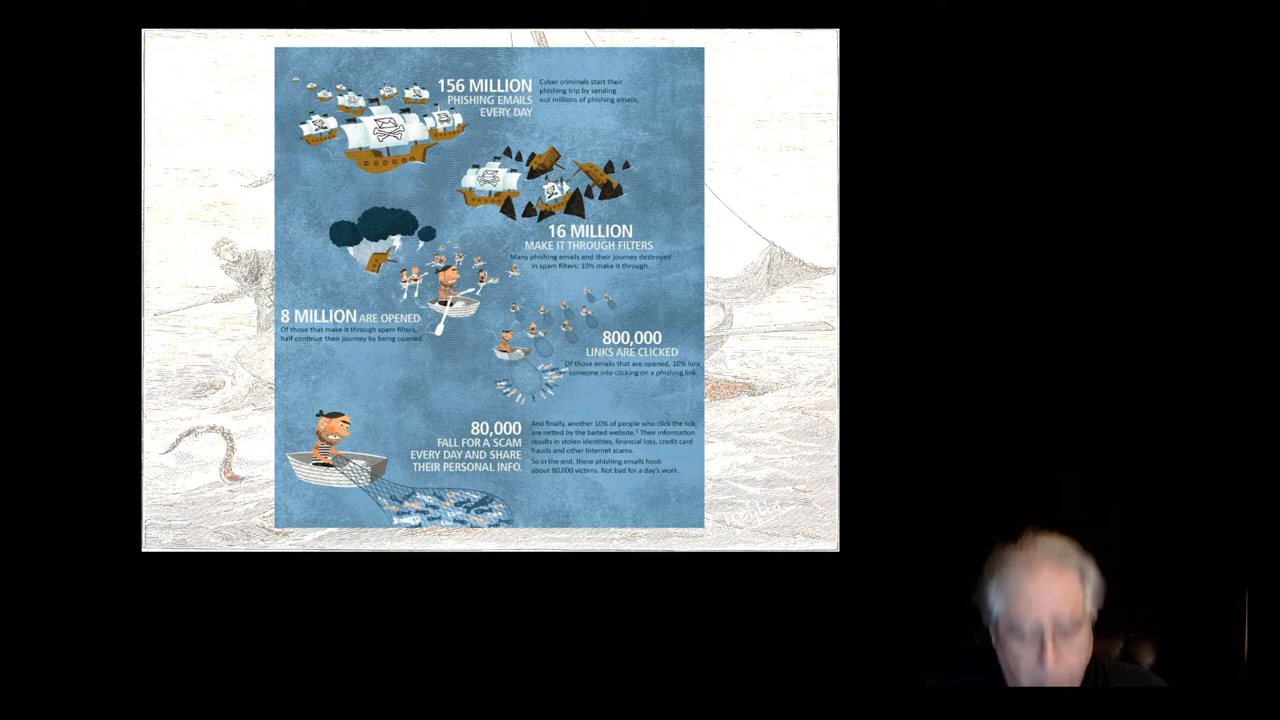 156 MILLION
PHISHING EMAILS
EVERY DAY
Cyber criminals start their
phishing trip by sending
out millions of phishing emails.
16 MILLION
MAKE IT THROUGH FILTERS
Many phishing emails end their journey destroyed
in spam filters; 10% make it through.
8 MILLION ARE OPENED
Of those that make it through spam filters,
half continue their journey by being opened.
800,000
LINKS ARE CLICKED
Of those emails that are opened, 10% lure
someone into clicking on a phishing link.
80,000
FALL FOR A SCAM
EVERY DAY AND SHARE
THEIR PERSONAL INFO.
And finally, another 10% of people who click the link
are netted by the baited website. Their information
results in stolen identities, financial loss, credit card
frauds and other Internet scams.
So in the end, these phishing emails hook
about 80,000 victims. Not bad for a day's work.